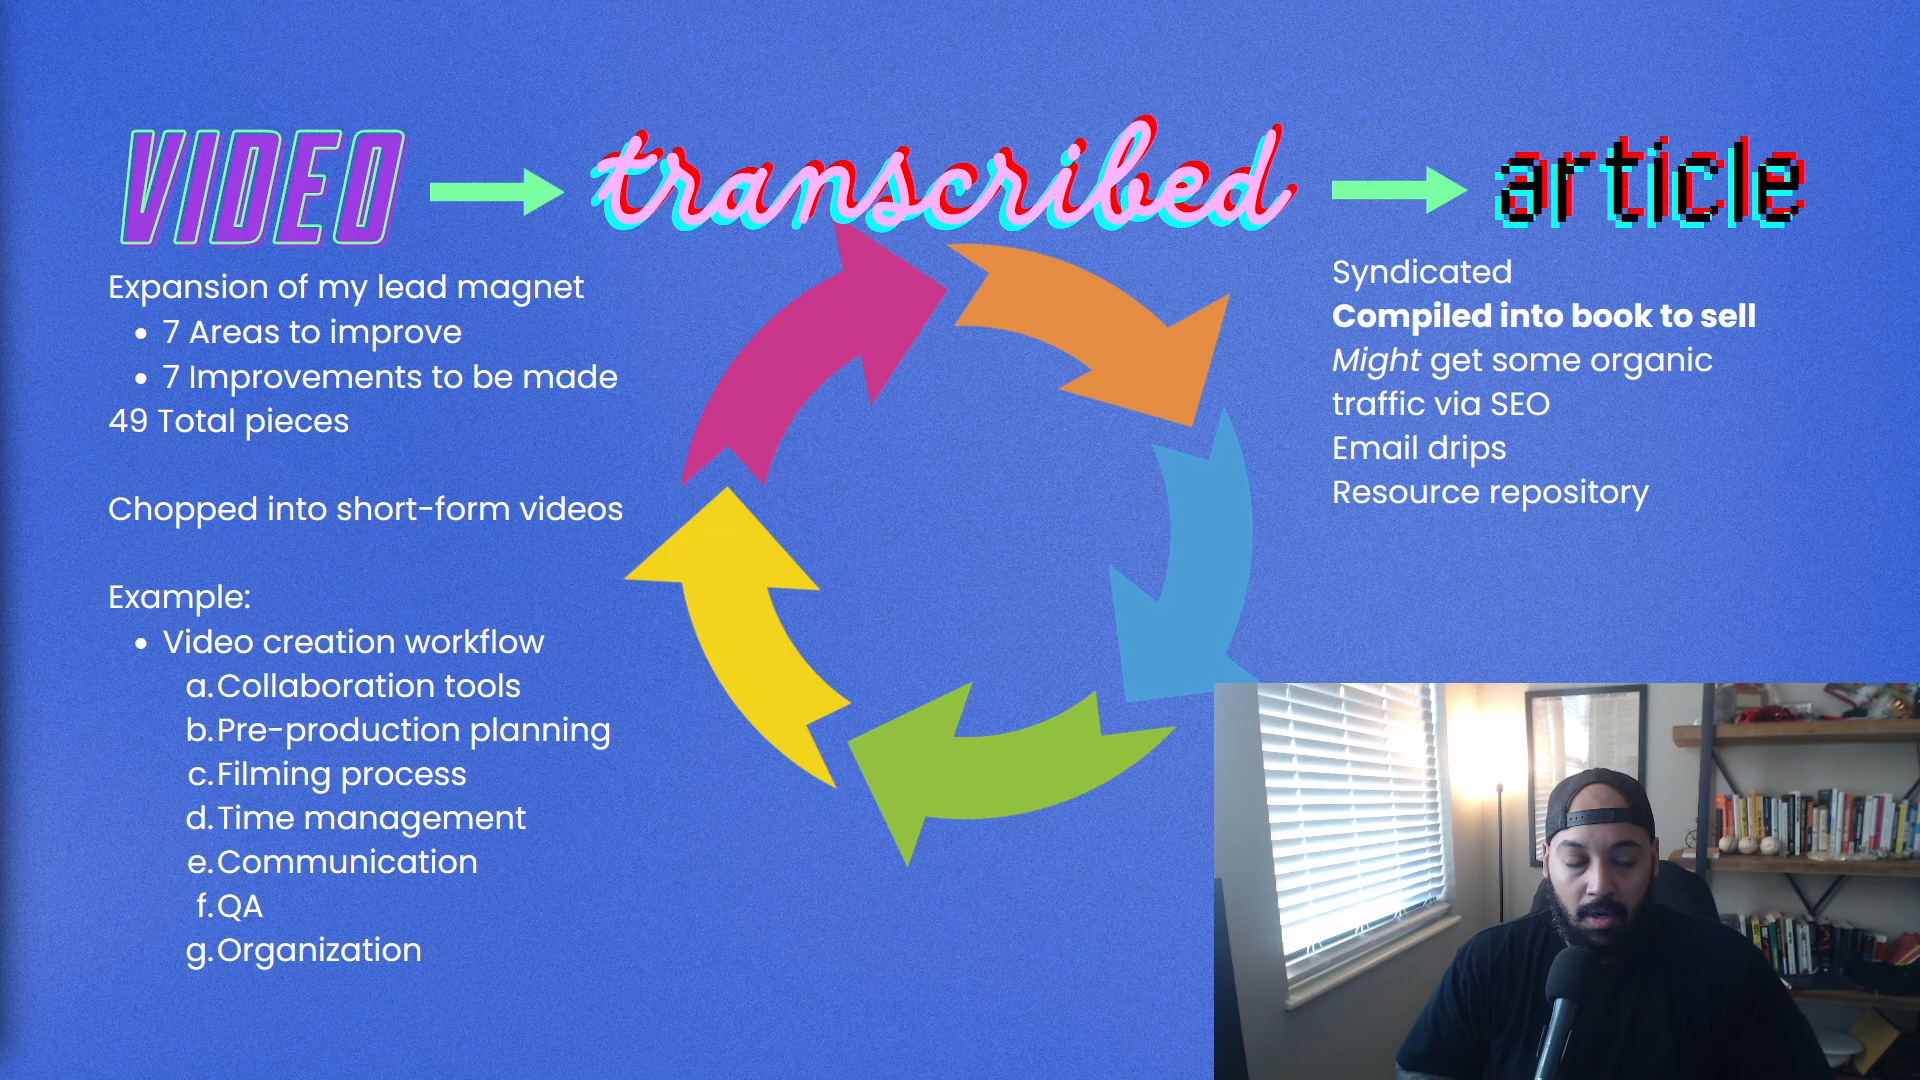 VIDEO
transcribed
article
Expansion of my lead magnet
• 7 Areas to improve
• 7 Improvements to be made
49 Total pieces
Chopped into short-form videos
Example:
• Video creation workflow
a. Collaboration tools
b. Pre-production planning
c. Filming process
d. Time management
e. Communication
f. QA
g. Organization
Syndicated
Compiled into book to sell
Might get some organic
traffic via SEO
Email drips
Resource repository